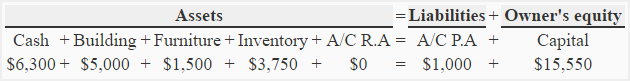 Assets = Liabilities + Owner's equity
Cash + Building + Furniture + Inventory + A/C R.A = A/C P.A + Capital
$6,300 + $5,000 + $1,500 + $3,750 + $0 = $1,000 + $15,550